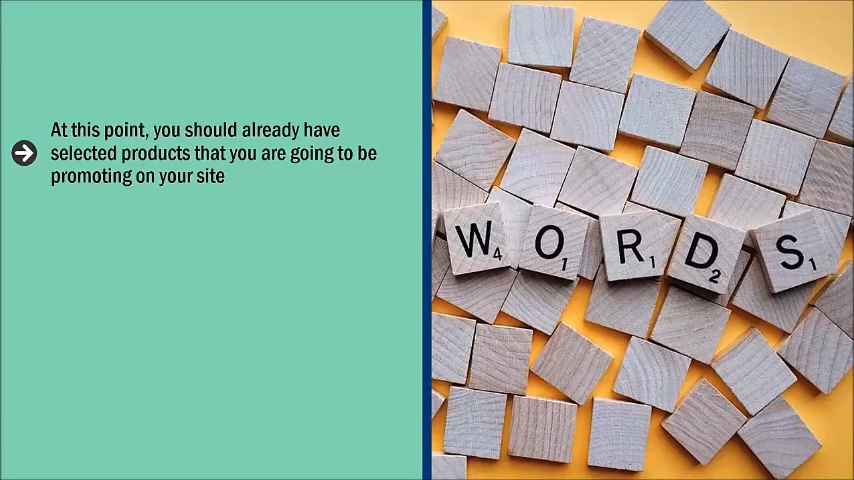 At this point, you should already have
selected products that you are going to be
promoting on your site
W4 O1 R1 D2 S1